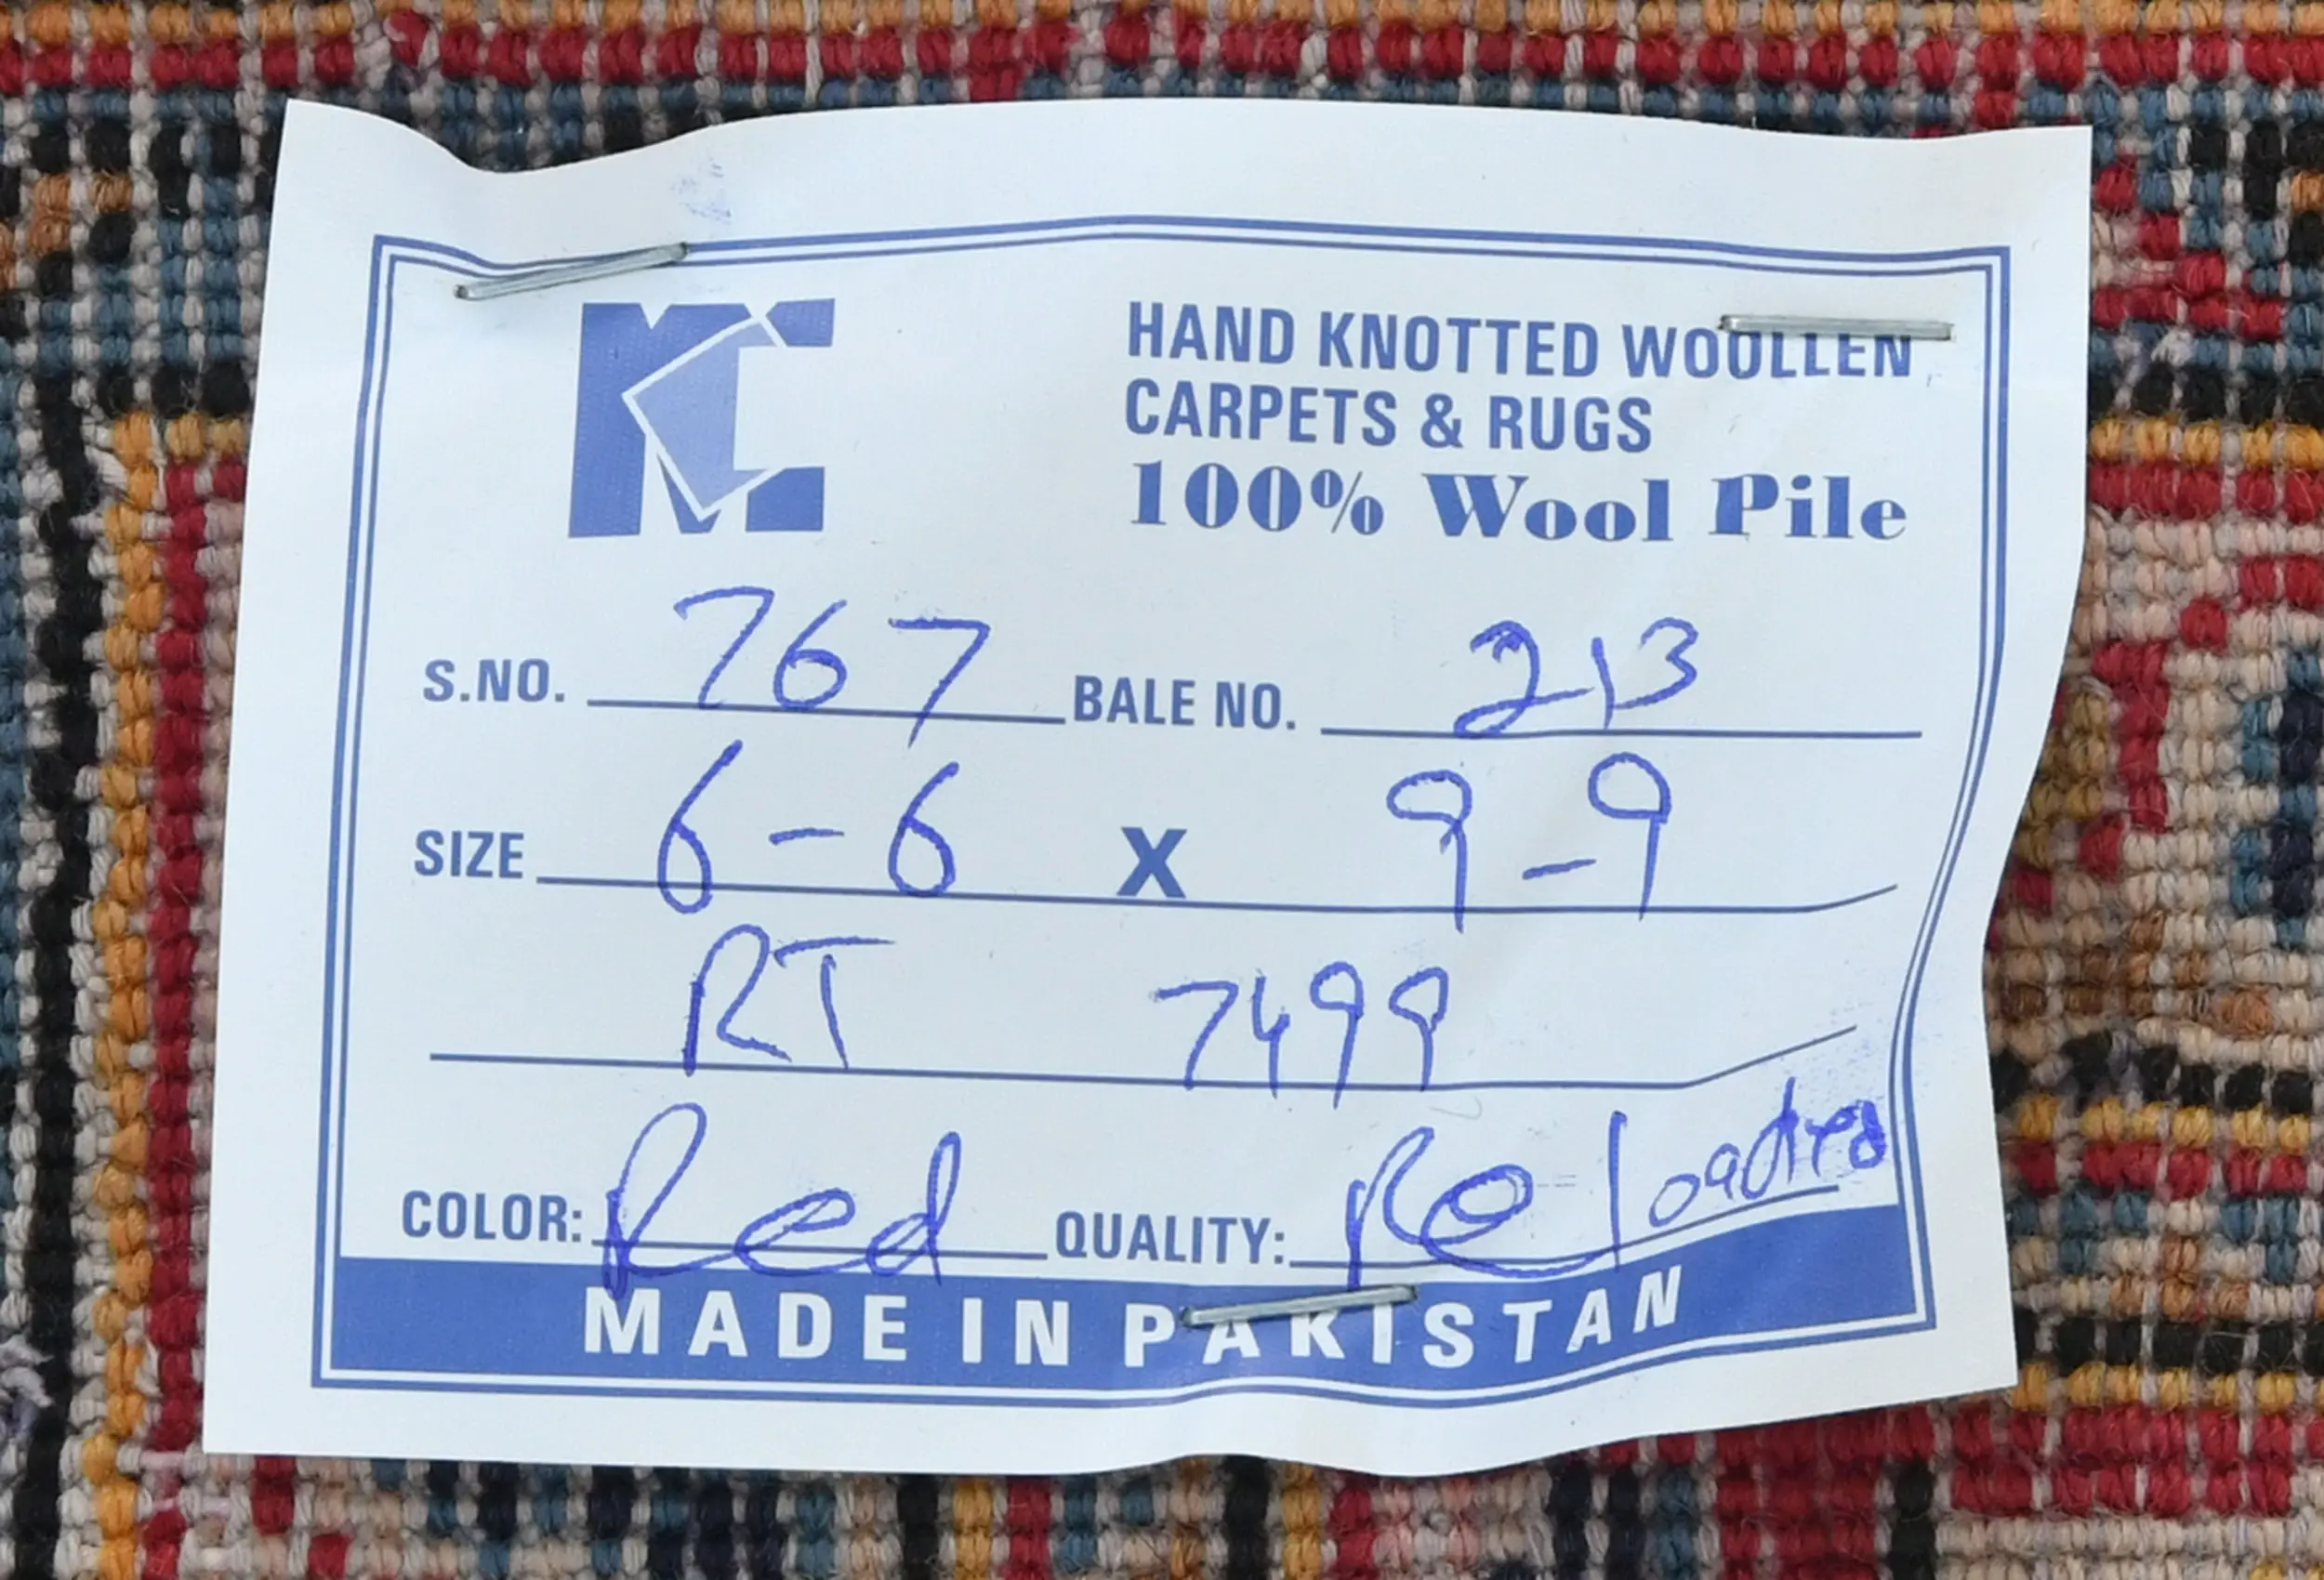 HAND KNOTTED WOOLLEN
CARPETS & RUGS
100% Wool Pile
S.NO. 767 BALE NO. 213
SIZE 6-6 X 9-9
RT 7499
COLOR: Red QUALITY: Reloaded
MADE IN PAKISTAN